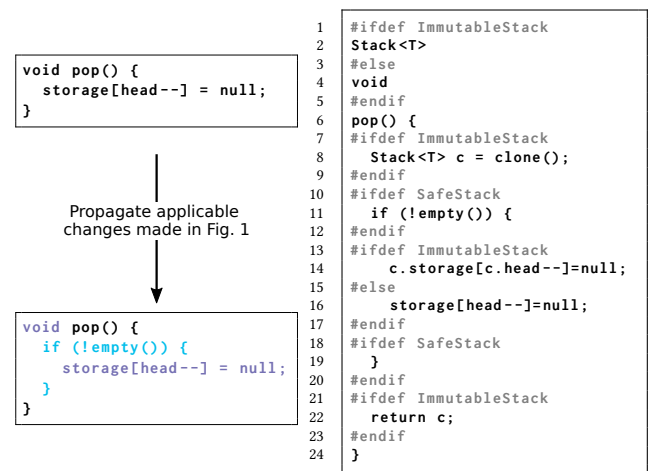 void pop() {
storage[head--] = null;
}
Propagate applicable
changes made in Fig. 1
void pop() {
if (!empty()) {
storage[head--] = null;
}
}
1 #ifdef ImmutableStack
2 Stack<T>
3 #else
4 void
5 #endif
6 pop() {
7 #ifdef ImmutableStack
8 Stack<T> c = clone();
9 #endif
10 #ifdef SafeStack
11 if (!empty()) {
12 #endif
13 #ifdef ImmutableStack
14 c.storage[c.head--]=null;
15 #else
16 storage[head--]=null;
17 #endif
18 #ifdef SafeStack
19 }
20 #endif
21 #ifdef ImmutableStack
22 return c;
23 #endif
24 }